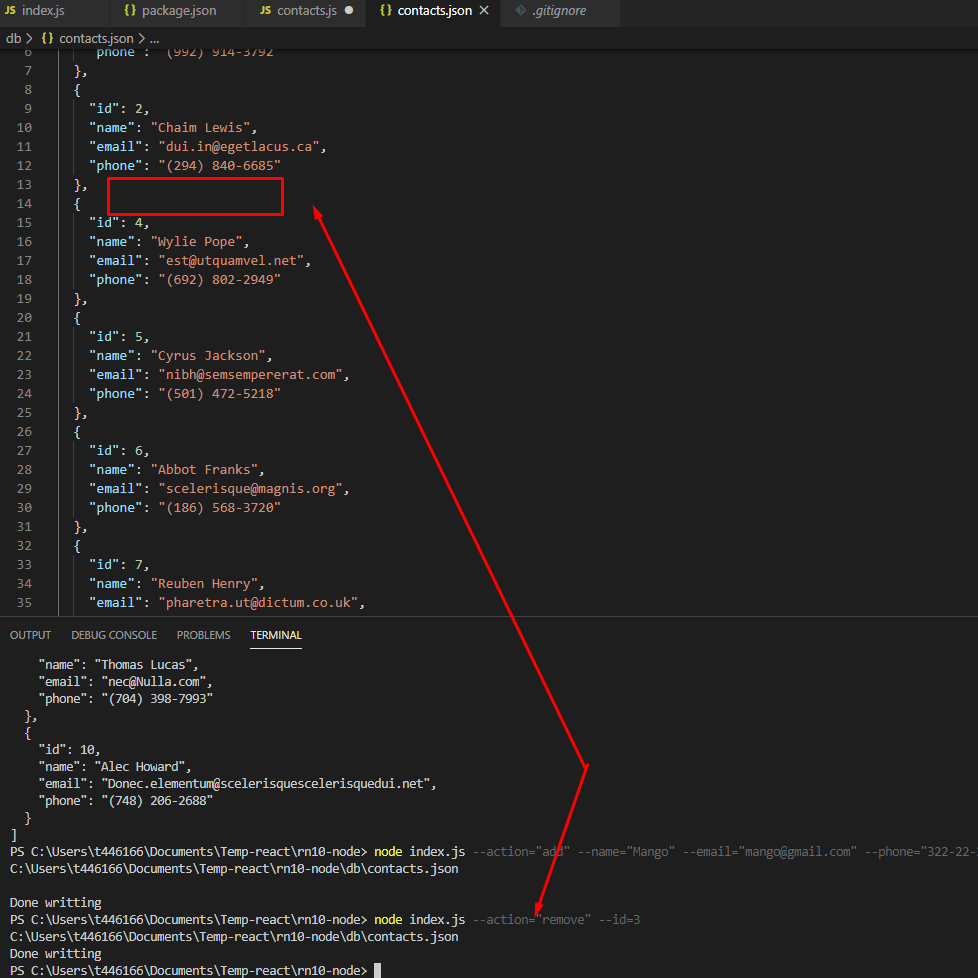 index.js
package.json
contacts.js
contacts.json
.gitignore
db > contacts.json > ...
6 "phone": "(992) 914-3792"
7 },
8 {
9 "id": 2,
10 "name": "Chaim Lewis",
11 "email": "dui.in@egetlacus.ca",
12 "phone": "(294) 840-6685"
13 },
14 {
15 "id": 4,
16 "name": "Wylie Pope",
17 "email": "est@utquamvel.net",
18 "phone": "(692) 802-2949"
19 },
20 {
21 "id": 5,
22 "name": "Cyrus Jackson",
23 "email": "nibh@semsempererat.com",
24 "phone": "(501) 472-5218"
25 },
26 {
27 "id": 6,
28 "name": "Abbot Franks",
29 "email": "scelerisque@magnis.org",
30 "phone": "(186) 568-3720"
31 },
32 {
33 "id": 7,
34 "name": "Reuben Henry",
35 "email": "pharetra.ut@dictum.co.uk",
OUTPUT DEBUG CONSOLE PROBLEMS TERMINAL
"name": "Thomas Lucas",
"email": "nec@Nulla.com",
"phone": "(704) 398-7993"
},
{
"id": 10,
"name": "Alec Howard",
"email": "Donec.elementum@scelerisquescelerisquedui.net",
"phone": "(748) 206-2688"
}
]
PS C:\Users\t446166\Documents\Temp-react\rn10-node> node index.js --action="add" --name="Mango" --email="mango@gmail.com" --phone="322-22-
C:\Users\t446166\Documents\Temp-react\rn10-node\db\contacts.json
Done writting
PS C:\Users\t446166\Documents\Temp-react\rn10-node> node index.js --action="remove" --id=3
C:\Users\t446166\Documents\Temp-react\rn10-node\db\contacts.json
Done writting
PS C:\Users\t446166\Documents\Temp-react\rn10-node>